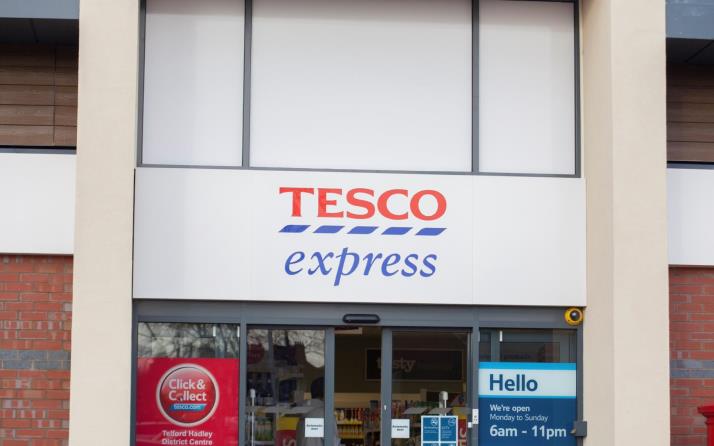 TESCO
express
Click &
Collect
tesco.com
Telford Hadley
District Centre
Hello
We're open
Monday to Sunday
6am - 11pm